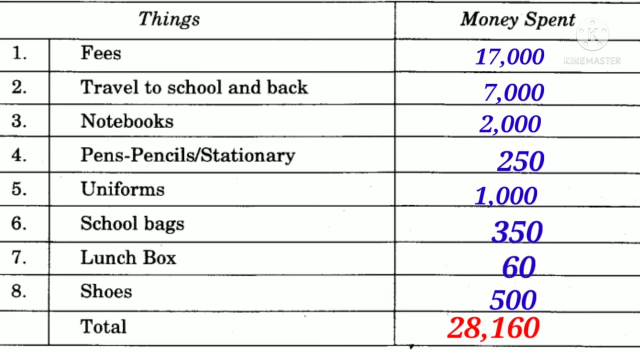 Things Money Spent
1. Fees 17,000
KINEMASTER
2. Travel to school and back 7,000
3. Notebooks 2,000
4. Pens-Pencils/Stationary 250
5. Uniforms 1,000
6. School bags 350
7. Lunch Box 60
8. Shoes 500
Total 28,160